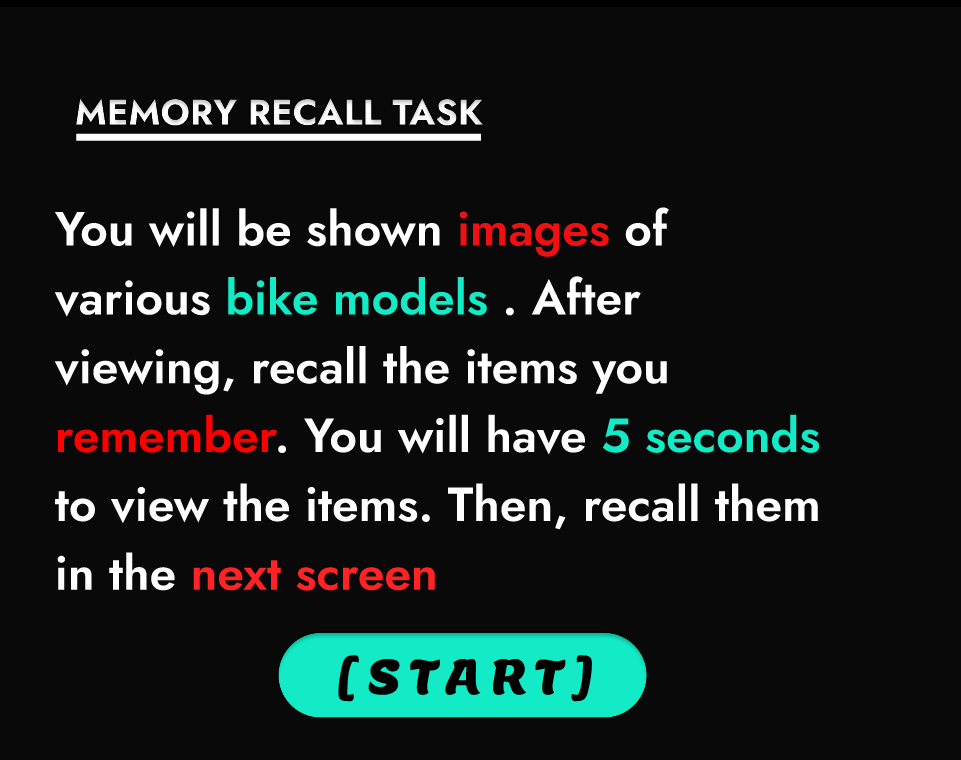 MEMORY RECALL TASK
You will be shown images of
various bike models . After
viewing, recall the items you
remember. You will have 5 seconds
to view the items. Then, recall them
in the next screen
[START]